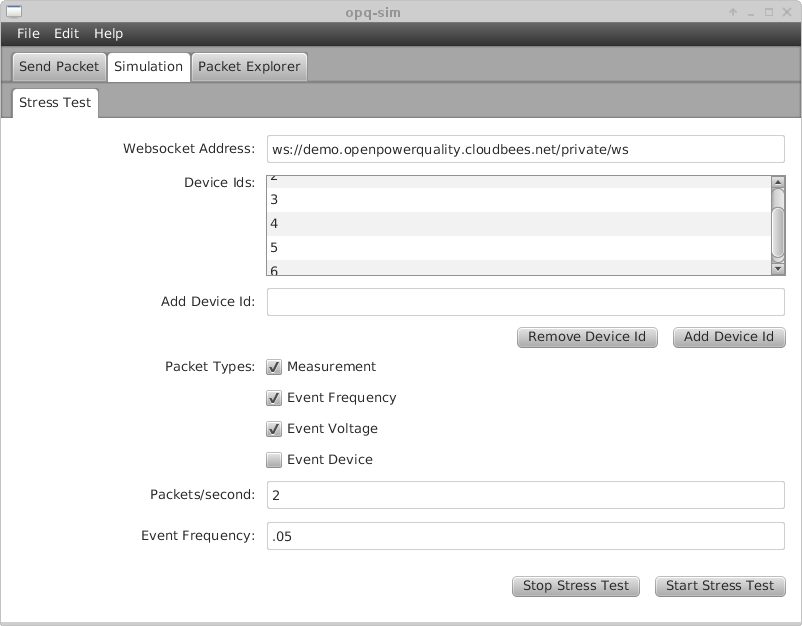 opq-sim
File Edit Help
Send Packet Simulation Packet Explorer
Stress Test
Websocket Address: ws://demo.openpowerquality.cloudbees.net/private/ws
Device Ids:
2
3
4
5
6
Add Device Id:
Remove Device Id Add Device Id
Packet Types: Measurement
Event Frequency
Event Voltage
Event Device
Packets/second: 2
Event Frequency: .05
Stop Stress Test Start Stress Test